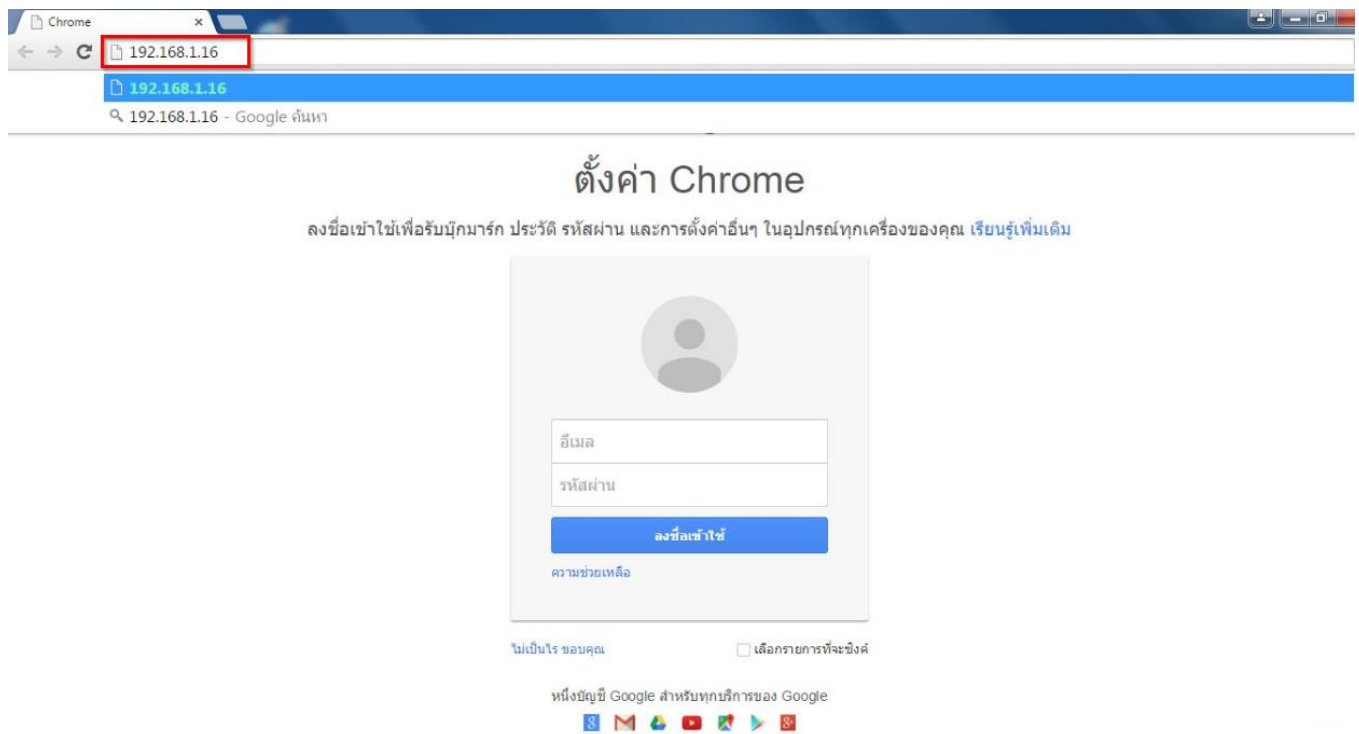 Chrome
192.168.1.16
192.168.1.16
192.168.1.16 - Google ค้นหา
ตั้งค่า Chrome
ลงชื่อเข้าใช้เพื่อรับบุ๊กมาร์ก ประวัติ รหัสผ่าน และการตั้งค่าอื่นๆ ในอุปกรณ์ทุกเครื่องของคุณ เรียนรู้เพิ่มเติม
อีเมล
รหัสผ่าน
ลงชื่อเข้าใช้
ความช่วยเหลือ
ไม่เป็นไร ขอบคุณ เลือกรายการที่จะซิงค์
หนึ่งบัญชี Google สำหรับทุกบริการของ Google